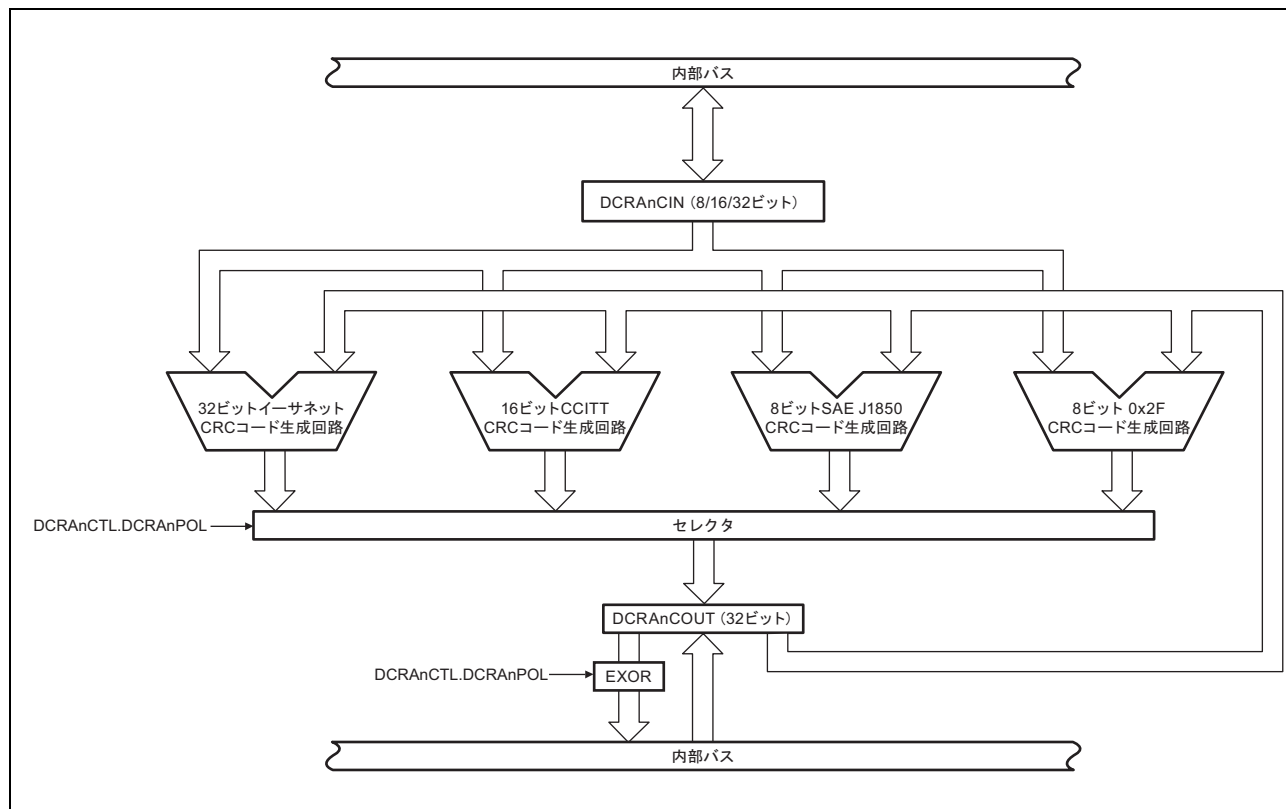 内部バス
DCRAnCIN (8/16/32ビット)
32ビットイーサネット
CRCコード生成回路
16ビットCCITT
CRCコード生成回路
8ビットSAE J1850
CRCコード生成回路
8ビット 0x2F
CRCコード生成回路
DCRAnCTL.DCRAnPOL
セレクタ
DCRAnCOUT (32ビット)
DCRAnCTL.DCRAnPOL
EXOR
内部バス